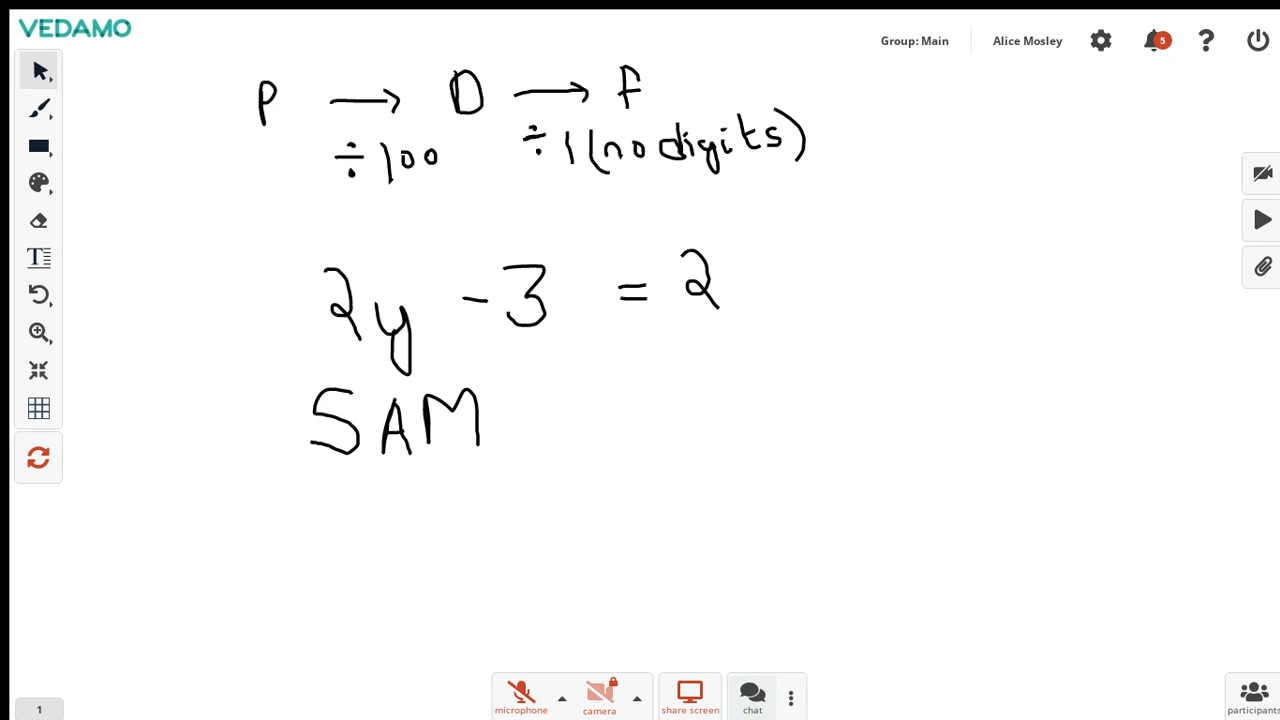 VEDAMO
Group: Main
Alice Mosley
5
P → D → F
÷100 ÷1(no digits)
2y -3 = 2
SAM
1
microphone
camera
share screen
chat
participants